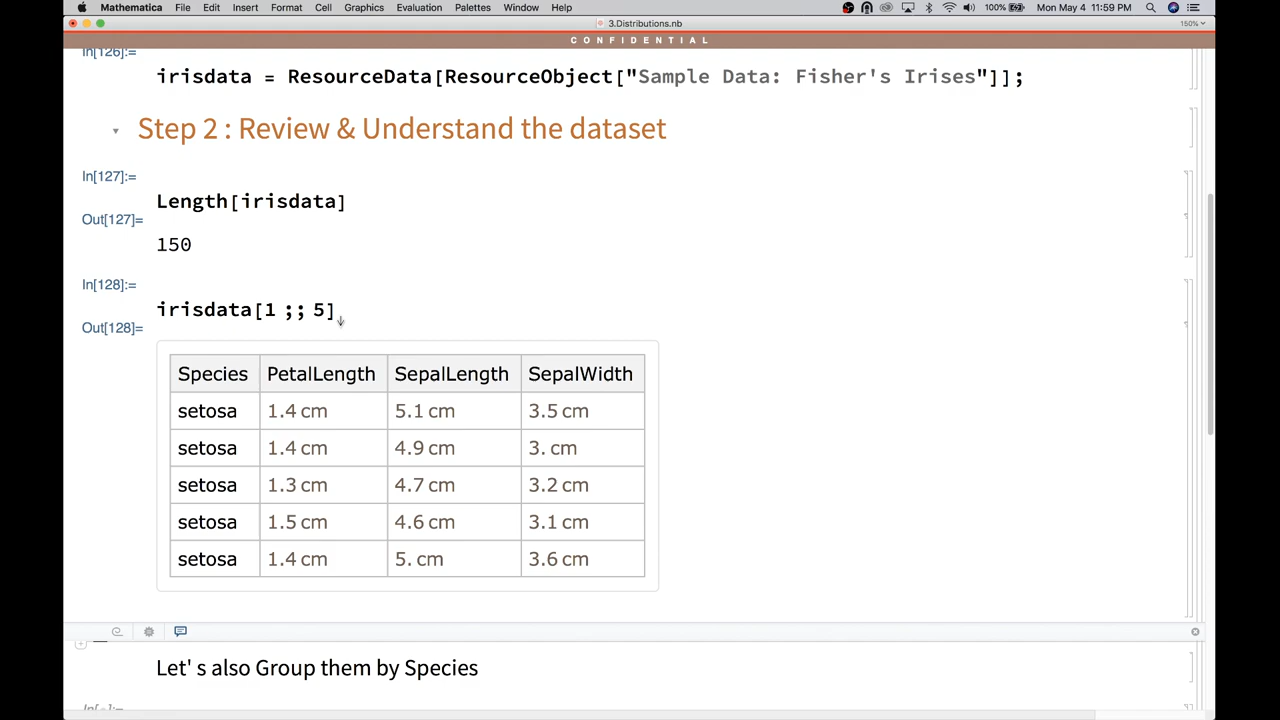 Mathematica File Edit Insert Format Cell Graphics Evaluation Palettes Window Help 100% Mon May 4 11:59 PM
3.Distributions.nb 150%
CONFIDENTIAL
In[126]:=
irisdata = ResourceData[ResourceObject["Sample Data: Fisher's Irises"]];
Step 2 : Review & Understand the dataset
In[127]:=
Length[irisdata]
Out[127]=
150
In[128]:=
irisdata[1 ;; 5]
Out[128]=
Species PetalLength SepalLength SepalWidth
setosa 1.4 cm 5.1 cm 3.5 cm
setosa 1.4 cm 4.9 cm 3. cm
setosa 1.3 cm 4.7 cm 3.2 cm
setosa 1.5 cm 4.6 cm 3.1 cm
setosa 1.4 cm 5. cm 3.6 cm
Let' s also Group them by Species